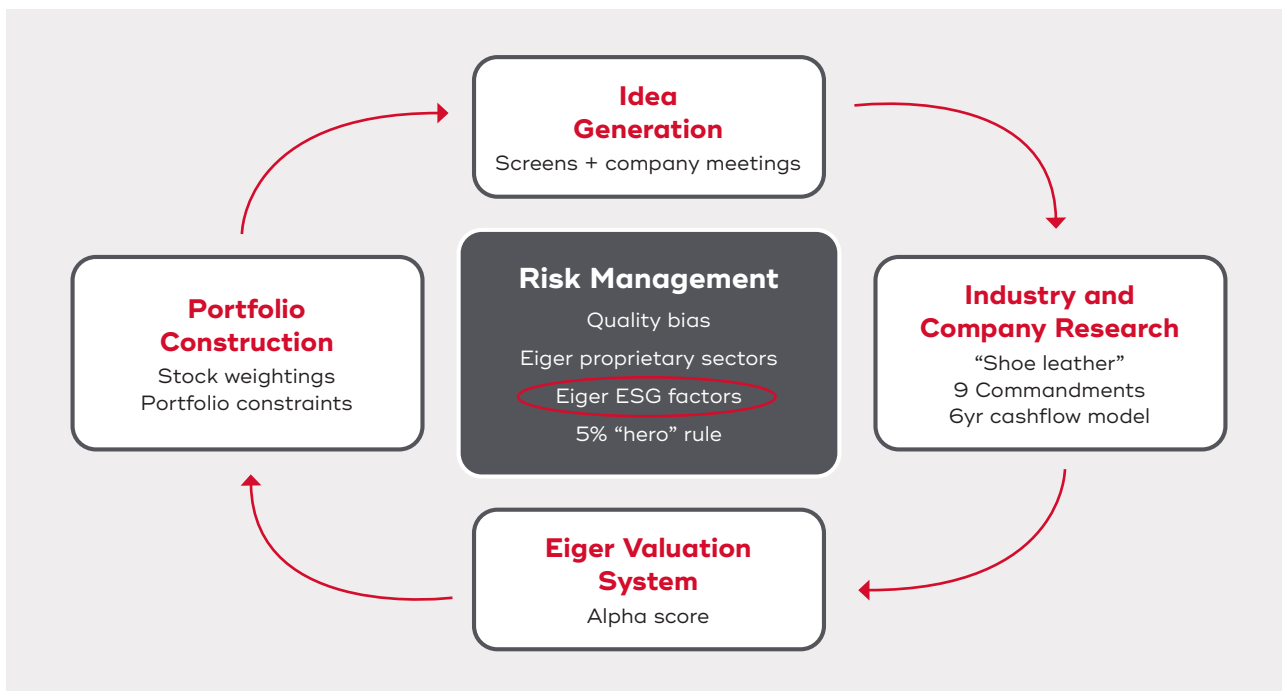 Idea
Generation
Screens + company meetings
Risk Management
Quality bias
Eiger proprietary sectors
Eiger ESG factors
5% “hero” rule
Portfolio
Construction
Stock weightings
Portfolio constraints
Industry and
Company Research
“Shoe leather”
9 Commandments
6yr cashflow model
Eiger Valuation
System
Alpha score